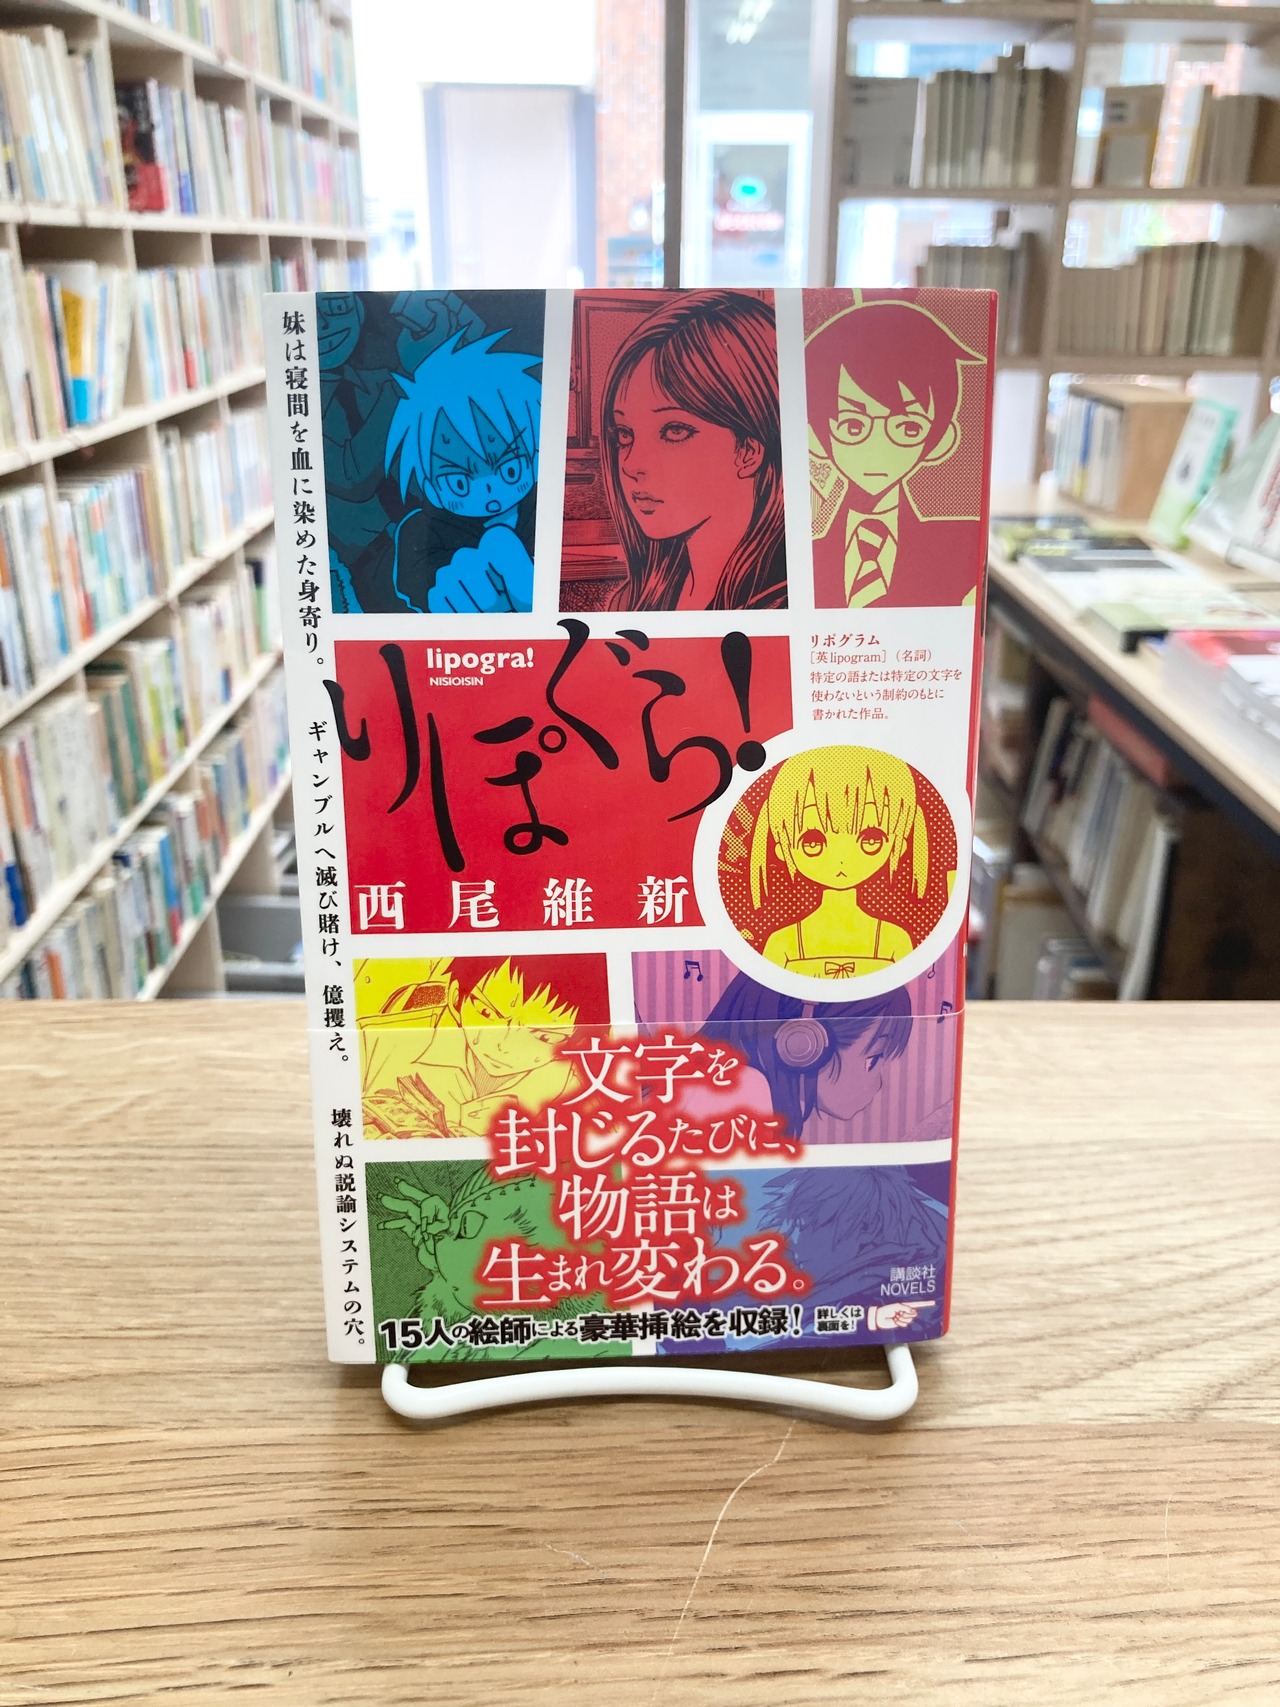 妹は寝間を血に染めた身寄り。
ギャンブルへ滅び賭け、億攫え。
壊れぬ説諭システムの穴。
lipogra!
NISIOISIN
りぽぐら!
西尾維新
リポグラム
[英lipogram] (名詞)
特定の語または特定の文字を
使わないという制約のもとに
書かれた作品。
文字を
封じるたびに、
物語は
生まれ変わる。
講談社
NOVELS
15人の絵師による豪華挿絵を収録!
詳しくは
裏面を!